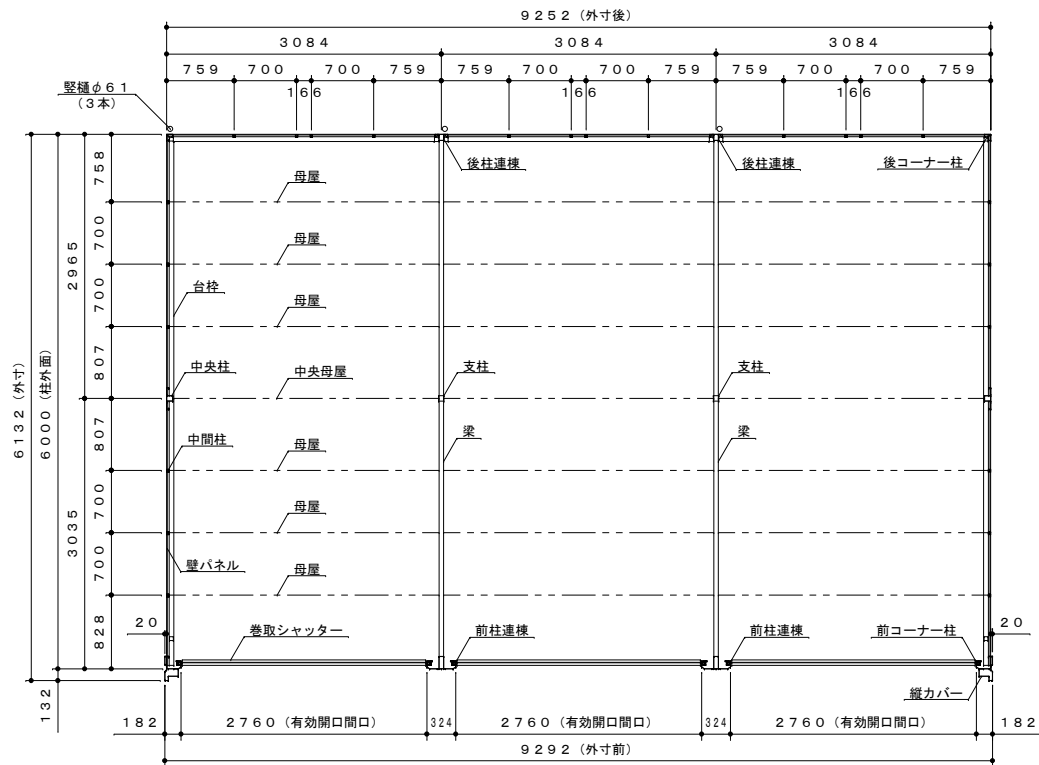 ９２５２（外寸後）
３０８４ ３０８４ ３０８４
７５９ ７００ ７００ ７５９ ７５９ ７００ ７００ ７５９ ７５９ ７００ ７００ ７５９
１６６ １６６ １６６
竪樋φ６１
（３本）
後柱連棟 後柱連棟 後コーナー柱
７５８
母屋
７００
母屋
２９６５
７００
台枠 母屋
８０７
中央柱 中央母屋 支柱 支柱
６１３２（外寸）
６０００（柱外面）
８０７
中間柱 母屋 梁 梁
７００
母屋
３０３５
７００
壁パネル 母屋
８２８
２０ 巻取シャッター 前柱連棟 前柱連棟 前コーナー柱 ２０
１３２
縦カバー
１８２ ２７６０（有効開口間口） ３２４ ２７６０（有効開口間口） ３２４ ２７６０（有効開口間口） １８２
９２９２（外寸前）